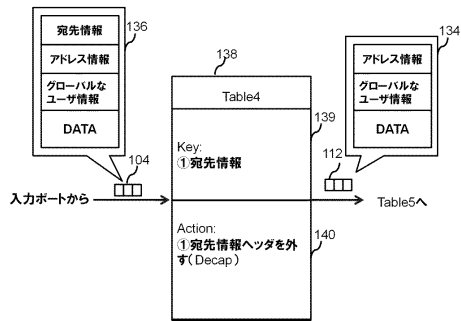 136
宛先情報
アドレス情報
グローバルな
ユーザ情報
DATA
104
入力ポートから
138
Table4
139
Key:
①宛先情報
Action:
①宛先情報ヘッダを外
す(Decap)
140
134
アドレス情報
グローバルな
ユーザ情報
DATA
112
Table5へ